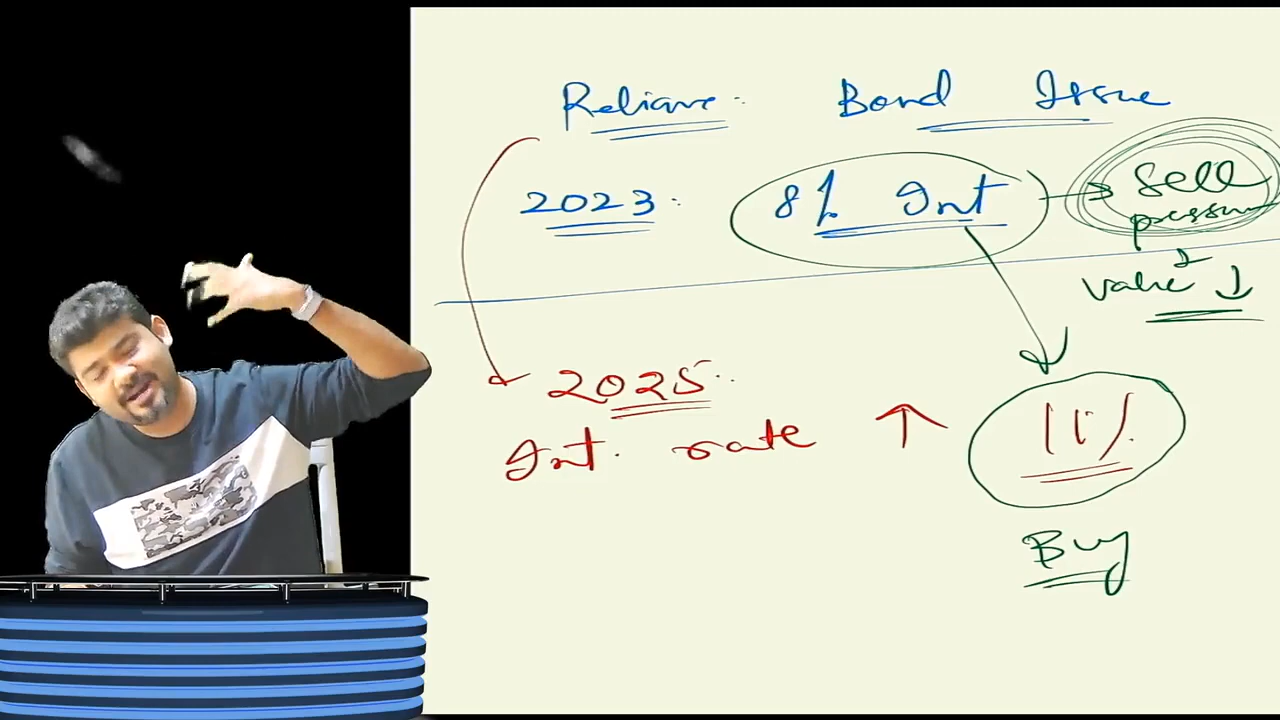 Reliance Bond Issue
2023: 8% Int → Sell
pressure
value ↓
2025
Int. rate ↑ 11%
Buy